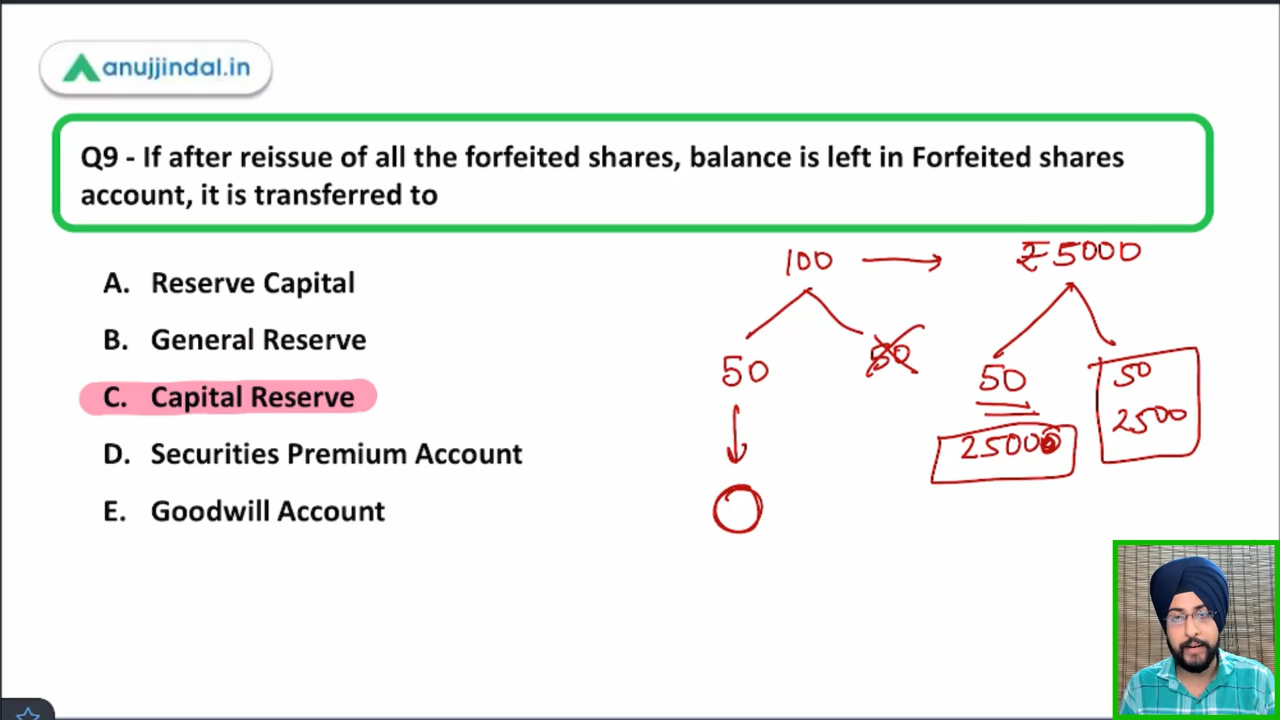 anujjindal.in
Q9 - If after reissue of all the forfeited shares, balance is left in Forfeited shares
account, it is transferred to
A. Reserve Capital
B. General Reserve
C. Capital Reserve
D. Securities Premium Account
E. Goodwill Account
100 → ₹5000
50 50 50 50
2500 2500